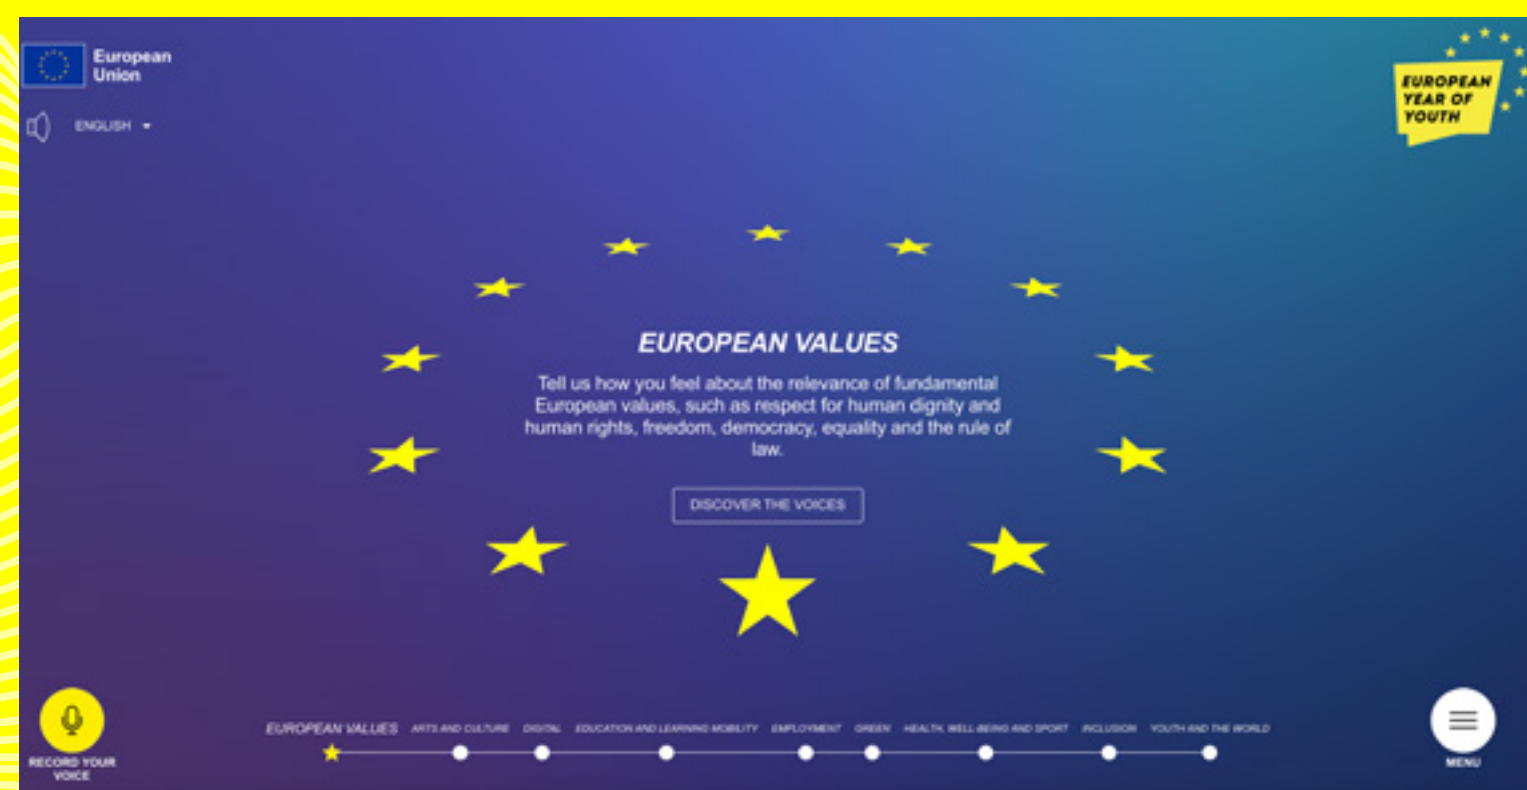 European
Union
ENGLISH
EUROPEAN
YEAR OF
YOUTH
EUROPEAN VALUES
Tell us how you feel about the relevance of fundamental
European values, such as respect for human dignity and
human rights, freedom, democracy, equality and the rule of
law.
DISCOVER THE VOICES
RECORD YOUR
VOICE
EUROPEAN VALUES ARTS AND CULTURE DIGITAL EDUCATION AND LEARNING MOBILITY EMPLOYMENT GREEN HEALTH, WELL-BEING AND SPORT INCLUSION YOUTH AND THE WORLD
MENU